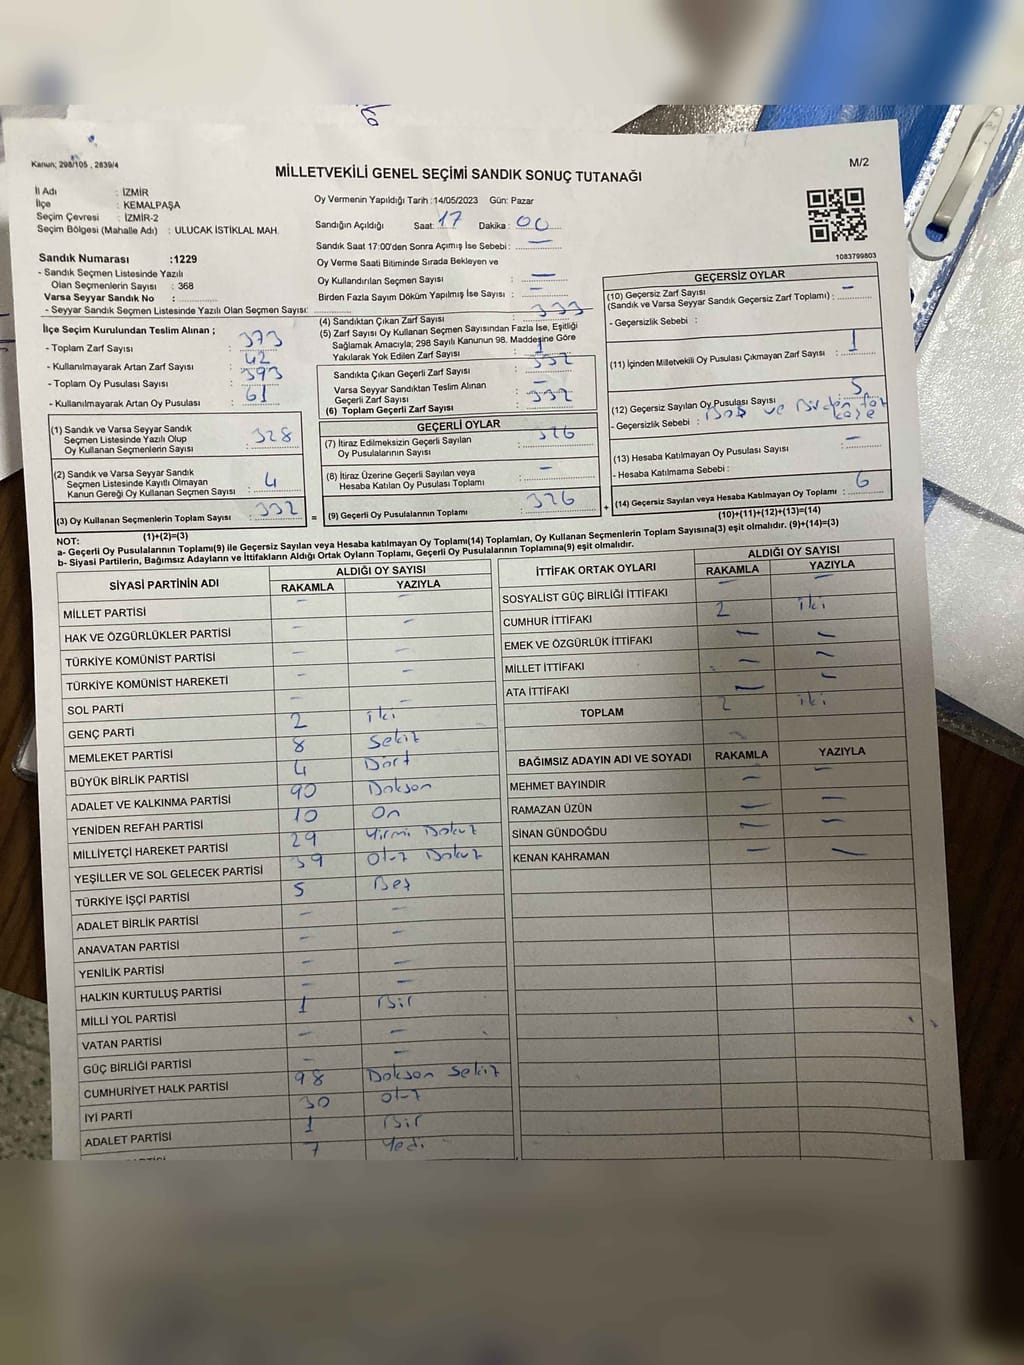 Kanun; 298/105 , 2839/4
M/2
MİLLETVEKİLİ GENEL SEÇİMİ SANDIK SONUÇ TUTANAĞI
İl Adı : İZMİR
İlçe : KEMALPAŞA
Seçim Çevresi : İZMİR-2
Seçim Bölgesi (Mahalle Adı) : ULUCAK İSTİKLAL MAH.
Oy Vermenin Yapıldığı Tarih :14/05/2023 Gün: Pazar
Sandığın Açıldığı Saat: 17 Dakika : 00
Sandık Saat 17:00'den Sonra Açılmış İse Sebebi : —
Oy Verme Saati Bitiminde Sırada Bekleyen ve
Oy Kullandırılan Seçmen Sayısı : —
Birden Fazla Sayım Döküm Yapılmış İse Sayısı : —
1083799803
Sandık Numarası :1229
- Sandık Seçmen Listesinde Yazılı
Olan Seçmenlerin Sayısı : 368
Varsa Seyyar Sandık No :
- Seyyar Sandık Seçmen Listesinde Yazılı Olan Seçmen Sayısı:
İlçe Seçim Kurulundan Teslim Alınan ;
- Toplam Zarf Sayısı : 373
- Kullanılmayarak Artan Zarf Sayısı : 42
- Toplam Oy Pusulası Sayısı : 393
- Kullanılmayarak Artan Oy Pusulası : 61
(1) Sandık ve Varsa Seyyar Sandık
Seçmen Listesinde Yazılı Olup
Oy Kullanan Seçmenlerin Sayısı : 328
(2) Sandık ve Varsa Seyyar Sandık
Seçmen Listesinde Kayıtlı Olmayan
Kanun Gereği Oy Kullanan Seçmen Sayısı : 4
(3) Oy Kullanan Seçmenlerin Toplam Sayısı : 332
(1)+(2)=(3)
(4) Sandıktan Çıkan Zarf Sayısı : 333
(5) Zarf Sayısı Oy Kullanan Seçmen Sayısından Fazla İse, Eşitliği
Sağlamak Amacıyla; 298 Sayılı Kanunun 98. Maddesine Göre
Yakılarak Yok Edilen Zarf Sayısı : 1
Sandıkta Çıkan Geçerli Zarf Sayısı : 332
Varsa Seyyar Sandıktan Teslim Alınan
Geçerli Zarf Sayısı : —
(6) Toplam Geçerli Zarf Sayısı : 332
GEÇERLİ OYLAR
(7) İtiraz Edilmeksizin Geçerli Sayılan
Oy Pusulalarının Sayısı : 326
(8) İtiraz Üzerine Geçerli Sayılan veya
Hesaba Katılan Oy Pusulası Toplamı : —
= (9) Geçerli Oy Pusulalarının Toplamı : 326 +
GEÇERSİZ OYLAR
(10) Geçersiz Zarf Sayısı
(Sandık ve Varsa Seyyar Sandık Geçersiz Zarf Toplamı) : —
- Geçersizlik Sebebi :
(11) İçinden Milletvekili Oy Pusulası Çıkmayan Zarf Sayısı : 1
(12) Geçersiz Sayılan Oy Pusulası Sayısı : 5
- Geçersizlik Sebebi : Boş ve Birden faz
kaşe
(13) Hesaba Katılmayan Oy Pusulası Sayısı : —
- Hesaba Katılmama Sebebi :
(14) Geçersiz Sayılan veya Hesaba Katılmayan Oy Toplamı : 6
(10)+(11)+(12)+(13)=(14)
NOT:
a- Geçerli Oy Pusulalarının Toplamı(9) ile Geçersiz Sayılan veya Hesaba katılmayan Oy Toplamı(14) Toplamları, Oy Kullanan Seçmenlerin Toplam Sayısına(3) eşit olmalıdır. (9)+(14)=(3)
b- Siyasi Partilerin, Bağımsız Adayların ve İttifakların Aldığı Ortak Oyların Toplamı, Geçerli Oy Pusulalarının Toplamına(9) eşit olmalıdır.
SİYASİ PARTİNİN ADI ALDIĞI OY SAYISI
RAKAMLA YAZIYLA
MİLLET PARTİSİ — —
HAK VE ÖZGÜRLÜKLER PARTİSİ — —
TÜRKİYE KOMÜNİST PARTİSİ — —
TÜRKİYE KOMÜNİST HAREKETİ — —
SOL PARTİ — —
GENÇ PARTİ 2 iki
MEMLEKET PARTİSİ 8 Sekiz
BÜYÜK BİRLİK PARTİSİ 4 Dört
ADALET VE KALKINMA PARTİSİ 90 Doksan
YENİDEN REFAH PARTİSİ 10 On
MİLLİYETÇİ HAREKET PARTİSİ 29 Yirmi Dokuz
YEŞİLLER VE SOL GELECEK PARTİSİ 39 Otuz Dokuz
TÜRKİYE İŞÇİ PARTİSİ 5 Beş
ADALET BİRLİK PARTİSİ — —
ANAVATAN PARTİSİ — —
YENİLİK PARTİSİ — —
HALKIN KURTULUŞ PARTİSİ — —
MİLLİ YOL PARTİSİ 1 Bir
VATAN PARTİSİ — —
GÜÇ BİRLİĞİ PARTİSİ — —
CUMHURİYET HALK PARTİSİ 98 Doksan Sekiz
İYİ PARTİ 30 Otuz
ADALET PARTİSİ 1 Bir
7 Yedi
İTTİFAK ORTAK OYLARI ALDIĞI OY SAYISI
RAKAMLA YAZIYLA
SOSYALİST GÜÇ BİRLİĞİ İTTİFAKI — —
CUMHUR İTTİFAKI 2 iki
EMEK VE ÖZGÜRLÜK İTTİFAKI — —
MİLLET İTTİFAKI — —
ATA İTTİFAKI — —
TOPLAM 2 iki
BAĞIMSIZ ADAYIN ADI VE SOYADI RAKAMLA YAZIYLA
MEHMET BAYINDIR — —
RAMAZAN ÜZÜN — —
SİNAN GÜNDOĞDU — —
KENAN KAHRAMAN — —